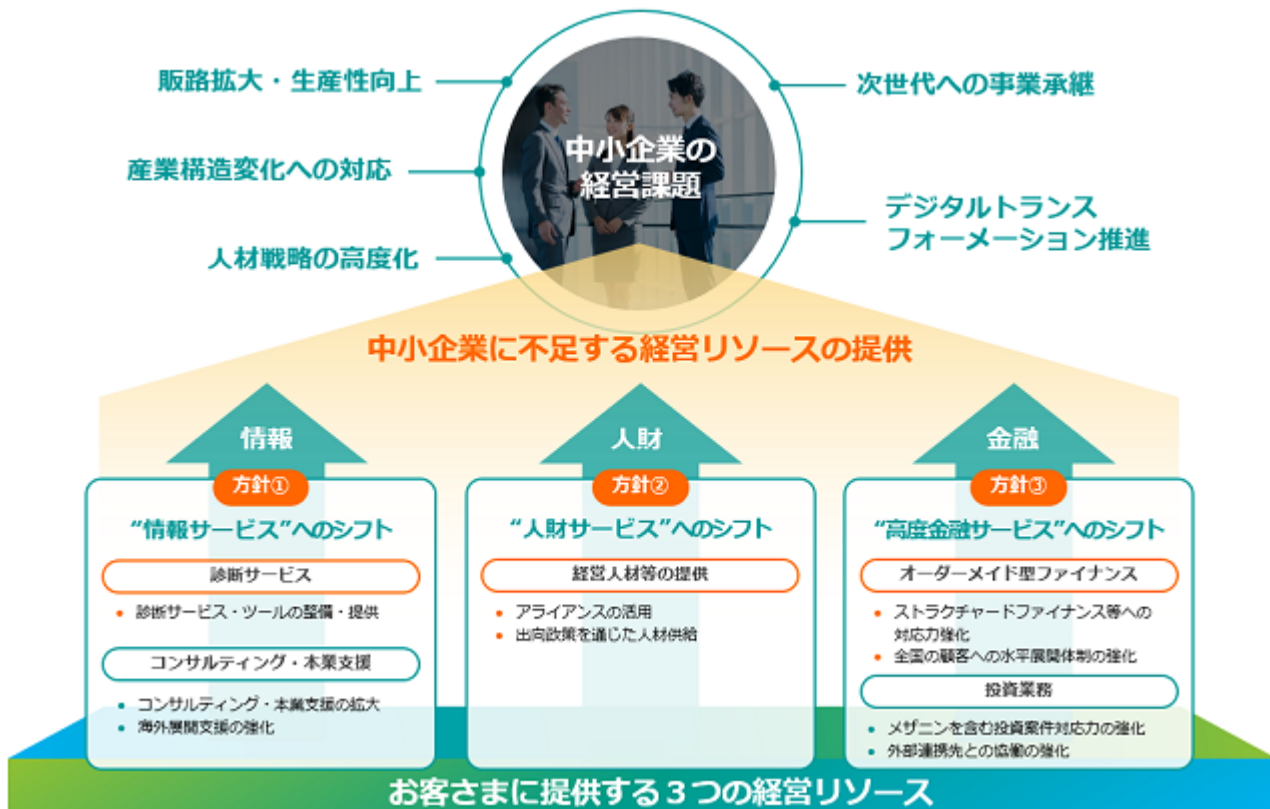 販路拡大・生産性向上
産業構造変化への対応
人材戦略の高度化
中小企業の
経営課題
次世代への事業承継
デジタルトランス
フォーメーション推進
中小企業に不足する経営リソースの提供
情報
方針①
“情報サービス”へのシフト
診断サービス
• 診断サービス・ツールの整備・提供
コンサルティング・本業支援
• コンサルティング・本業支援の拡大
• 海外展開支援の強化
人財
方針②
“人財サービス”へのシフト
経営人材等の提供
• アライアンスの活用
• 出向政策を通じた人材供給
金融
方針③
“高度金融サービス”へのシフト
オーダーメイド型ファイナンス
• ストラクチャードファイナンス等への
対応力強化
• 全国の顧客への水平展開体制の強化
投資業務
• メザニンを含む投資案件対応力の強化
• 外部連携先との協働の強化
お客さまに提供する3つの経営リソース